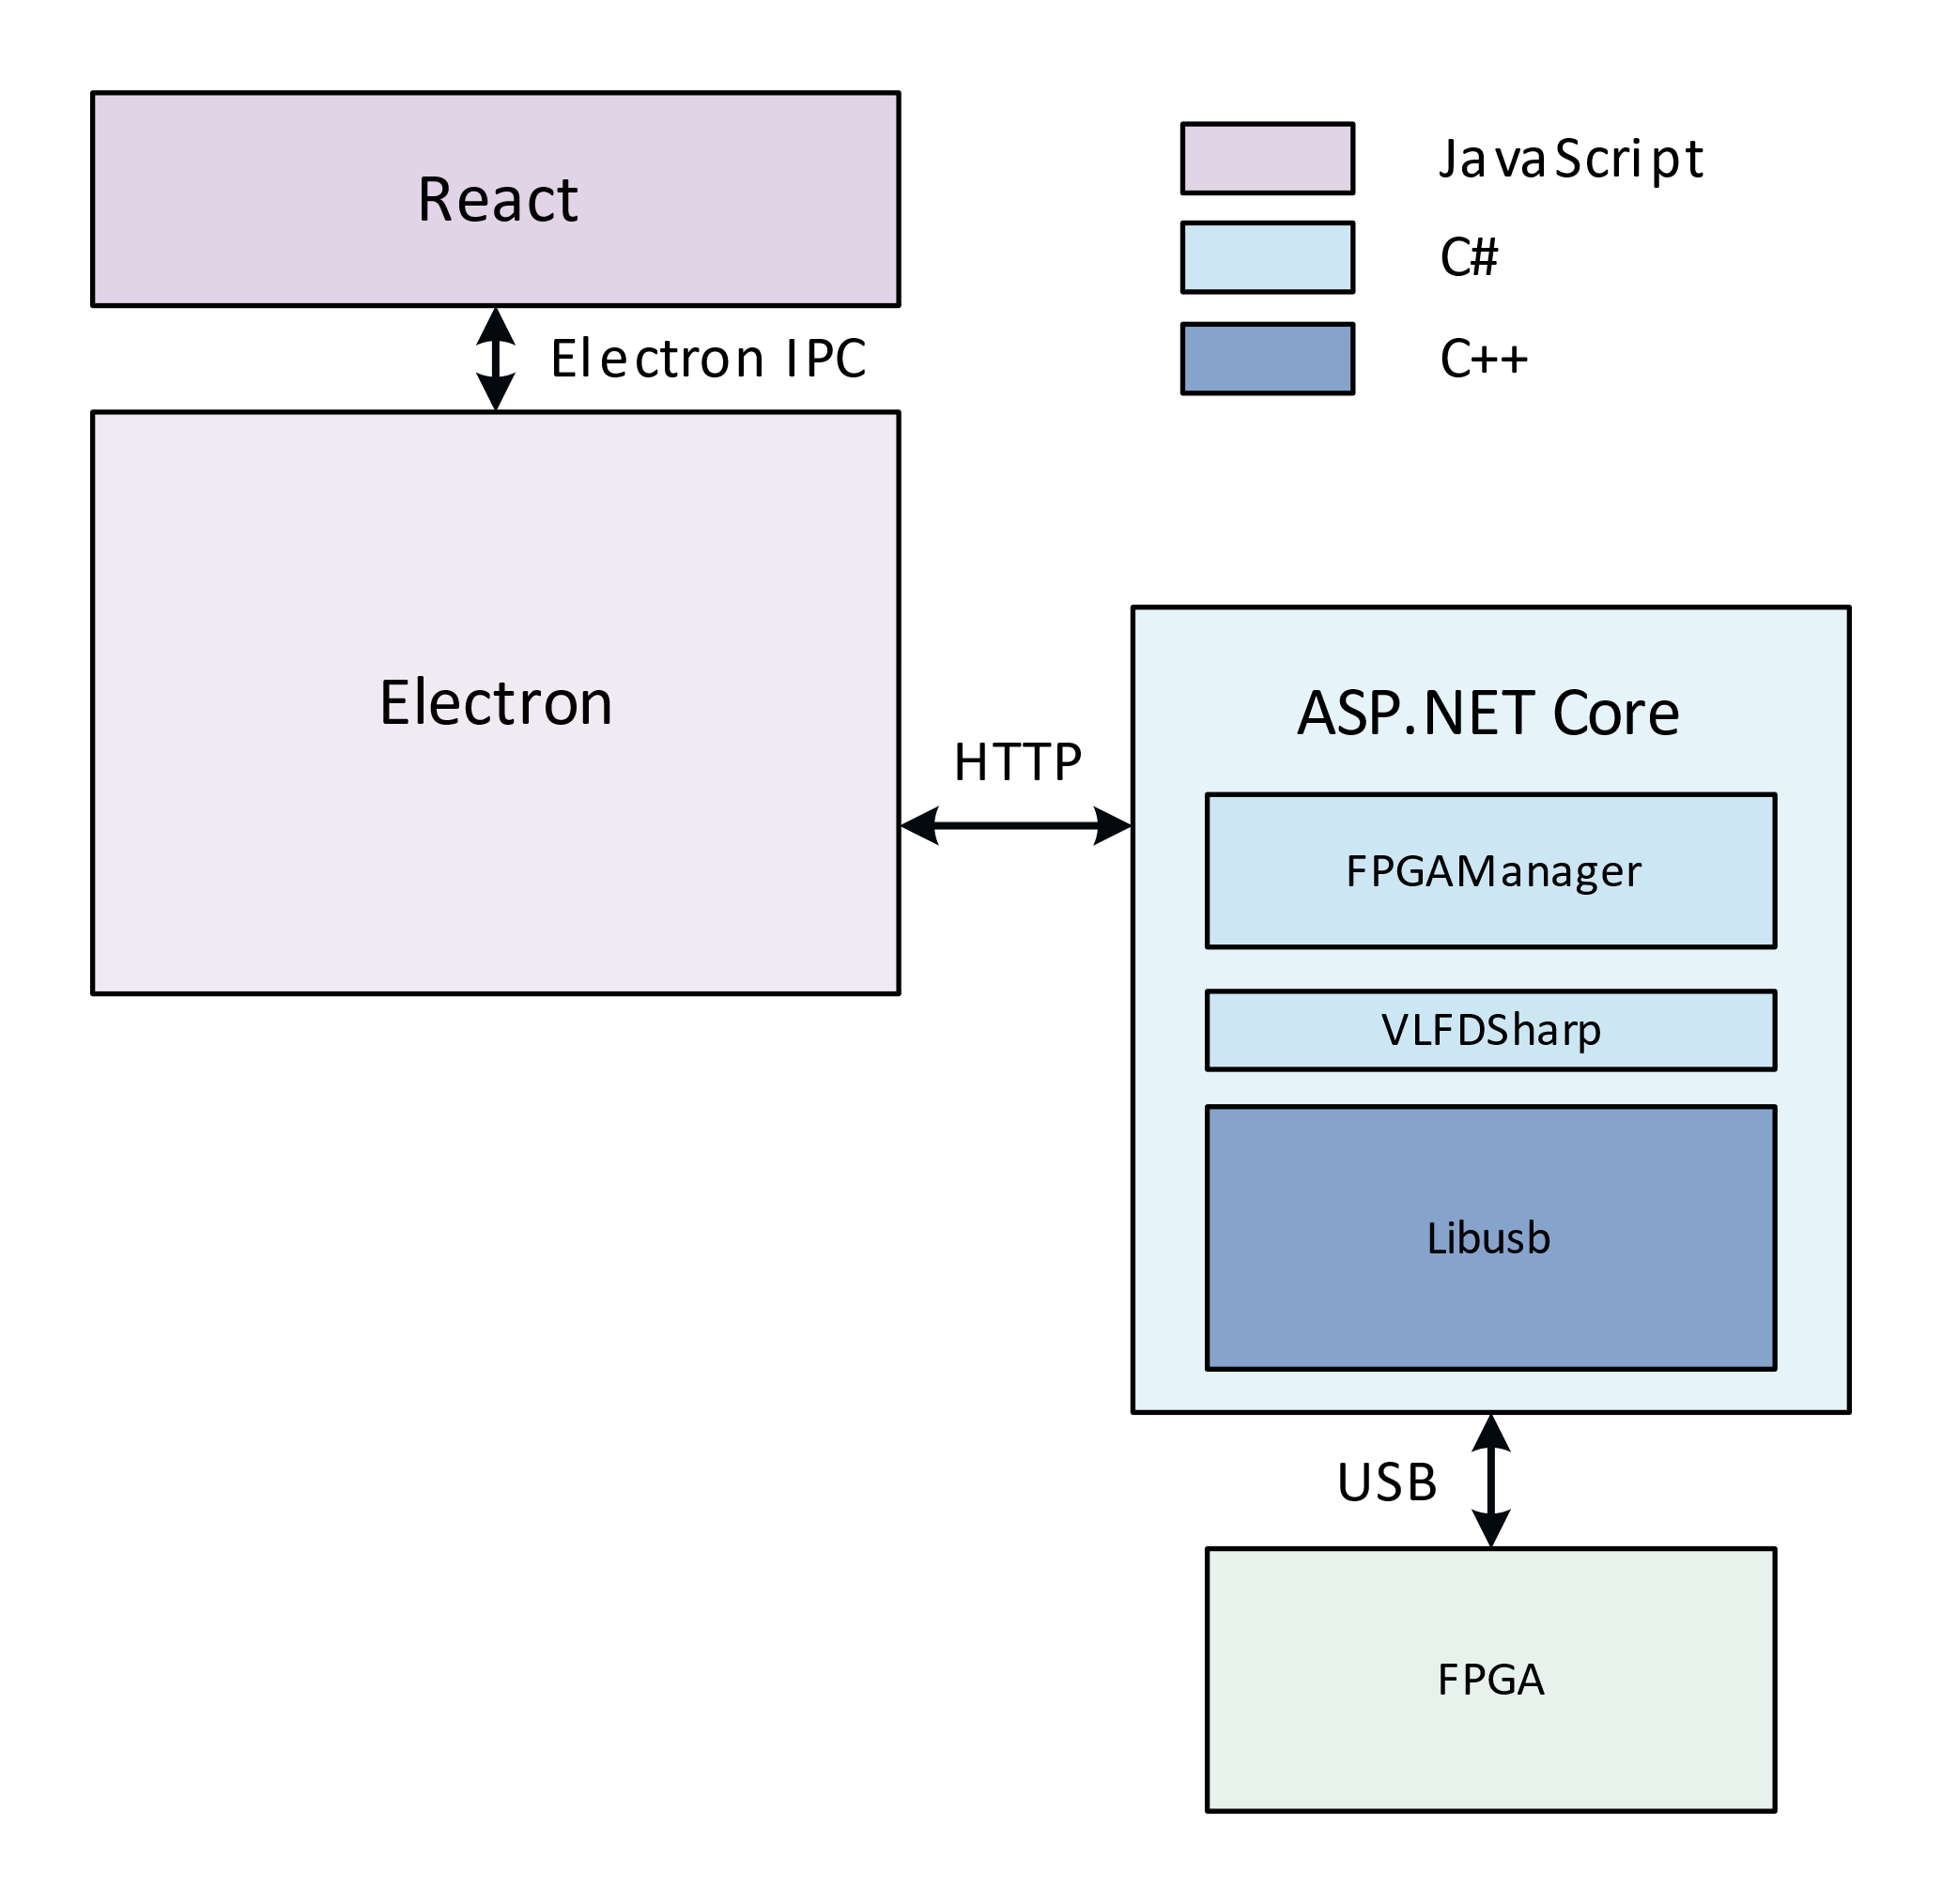 React
JavaScript
C#
C++
Electron IPC
Electron
HTTP
ASP.NET Core
FPGAManager
VLFDSharp
Libusb
USB
FPGA